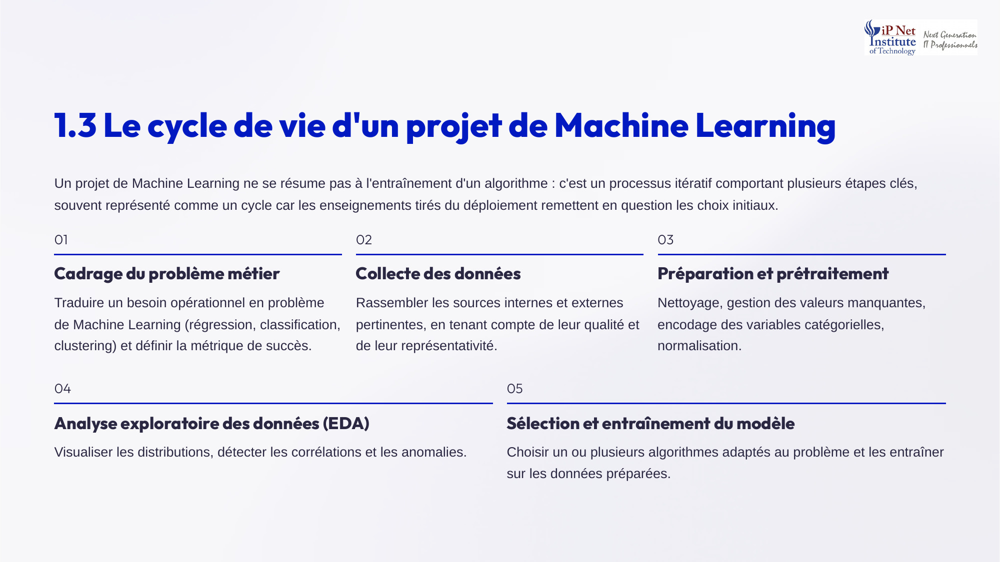 iP Net
Institute
of Technology
Next Generation
IT Professionnels
1.3 Le cycle de vie d'un projet de Machine Learning
Un projet de Machine Learning ne se résume pas à l'entraînement d'un algorithme : c'est un processus itératif comportant plusieurs étapes clés,
souvent représenté comme un cycle car les enseignements tirés du déploiement remettent en question les choix initiaux.
01
Cadrage du problème métier
Traduire un besoin opérationnel en problème
de Machine Learning (régression, classification,
clustering) et définir la métrique de succès.
02
Collecte des données
Rassembler les sources internes et externes
pertinentes, en tenant compte de leur qualité et
de leur représentativité.
03
Préparation et prétraitement
Nettoyage, gestion des valeurs manquantes,
encodage des variables catégorielles,
normalisation.
04
Analyse exploratoire des données (EDA)
Visualiser les distributions, détecter les corrélations et les anomalies.
05
Sélection et entraînement du modèle
Choisir un ou plusieurs algorithmes adaptés au problème et les entraîner
sur les données préparées.